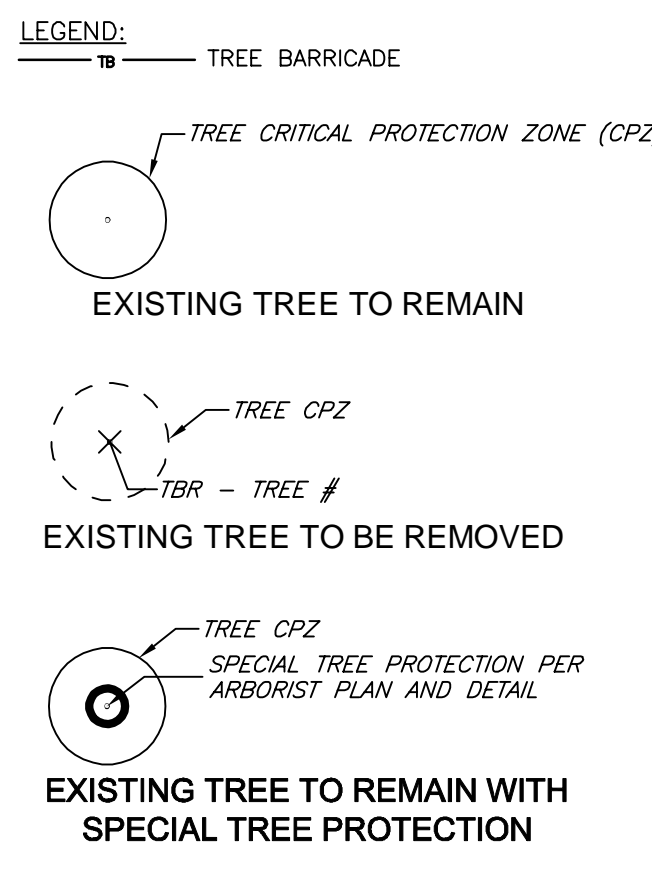 LEGEND:
TB TREE BARRICADE
TREE CRITICAL PROTECTION ZONE (CPZ)
EXISTING TREE TO REMAIN
TREE CPZ
TBR – TREE #
EXISTING TREE TO BE REMOVED
TREE CPZ
SPECIAL TREE PROTECTION PER
ARBORIST PLAN AND DETAIL
EXISTING TREE TO REMAIN WITH
SPECIAL TREE PROTECTION